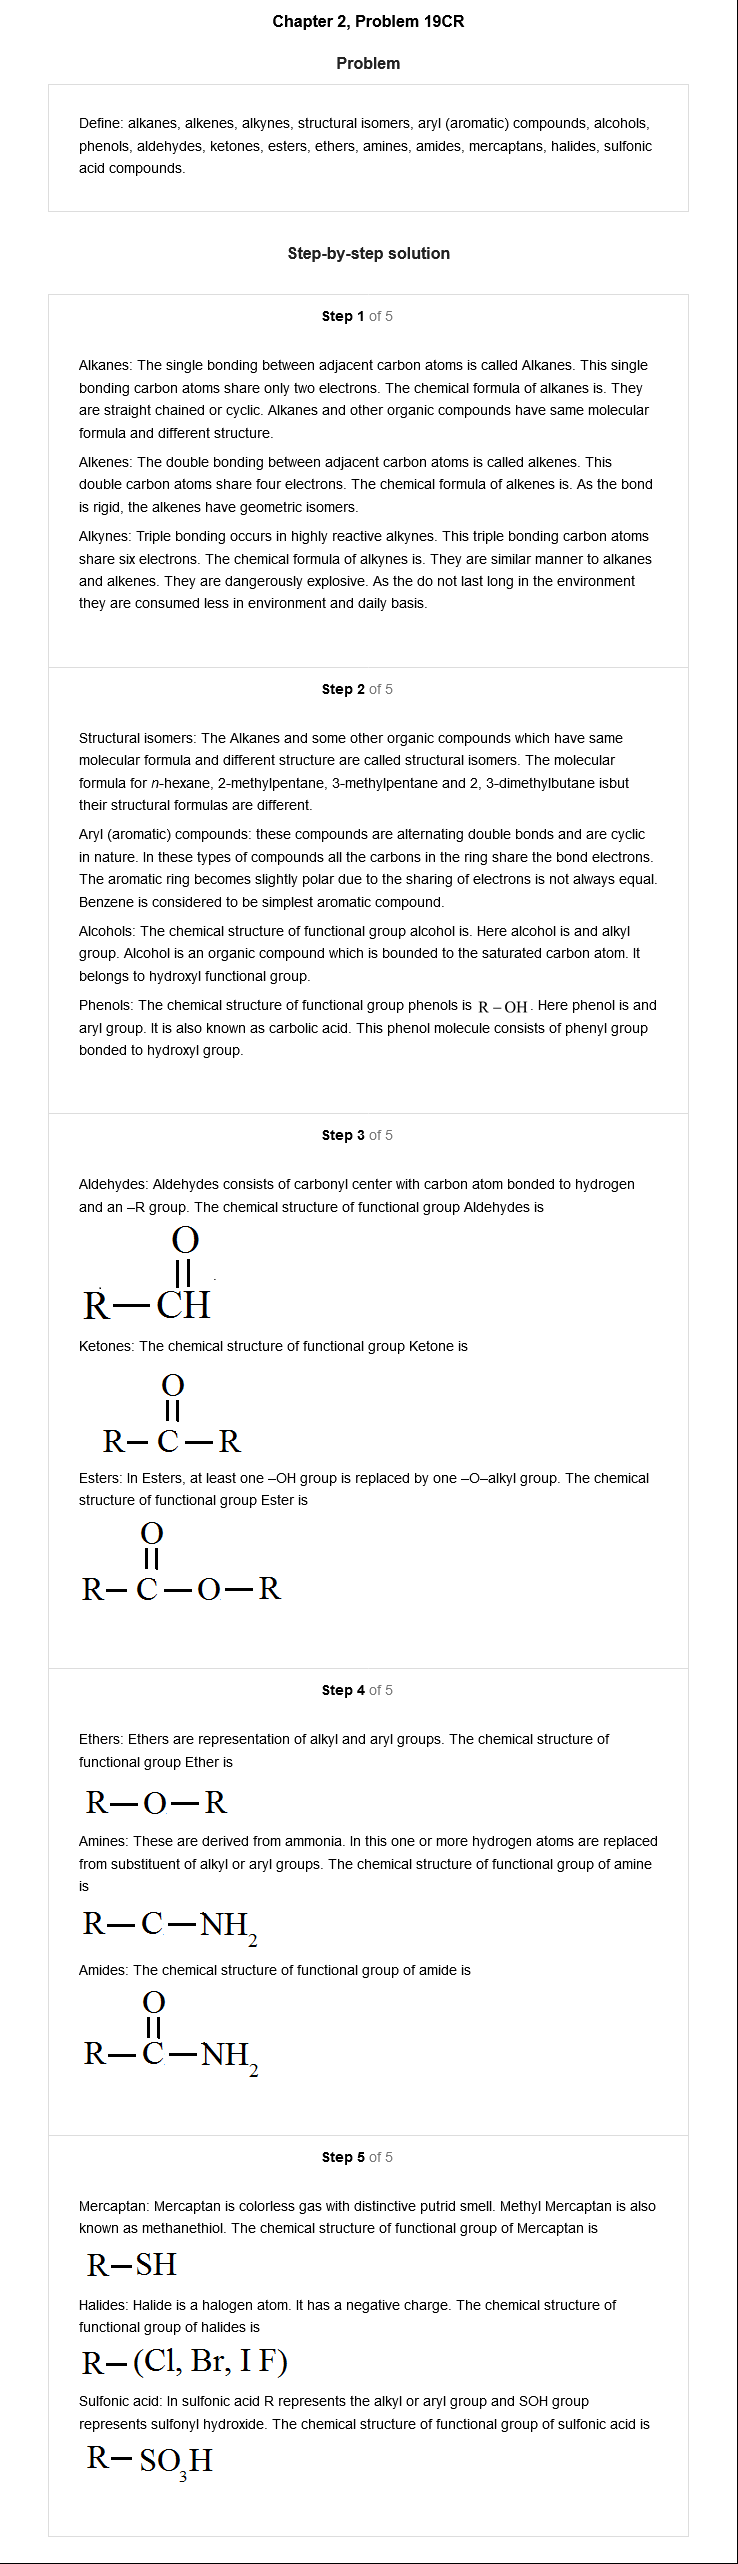 Chapter 2, Problem 19CR
Problem
Define: alkanes, alkenes, alkynes, structural isomers, aryl (aromatic) compounds, alcohols,
phenols, aldehydes, ketones, esters, ethers, amines, amides, mercaptans, halides, sulfonic
acid compounds.
Step-by-step solution
Step 1 of 5
Alkanes: The single bonding between adjacent carbon atoms is called Alkanes. This single
bonding carbon atoms share only two electrons. The chemical formula of alkanes is. They
are straight chained or cyclic. Alkanes and other organic compounds have same molecular
formula and different structure.
Alkenes: The double bonding between adjacent carbon atoms is called alkenes. This
double carbon atoms share four electrons. The chemical formula of alkenes is. As the bond
is rigid, the alkenes have geometric isomers.
Alkynes: Triple bonding occurs in highly reactive alkynes. This triple bonding carbon atoms
share six electrons. The chemical formula of alkynes is. They are similar manner to alkanes
and alkenes. They are dangerously explosive. As the do not last long in the environment
they are consumed less in environment and daily basis.
Step 2 of 5
Structural isomers: The Alkanes and some other organic compounds which have same
molecular formula and different structure are called structural isomers. The molecular
formula for n-hexane, 2-methylpentane, 3-methylpentane and 2, 3-dimethylbutane isbut
their structural formulas are different.
Aryl (aromatic) compounds: these compounds are alternating double bonds and are cyclic
in nature. In these types of compounds all the carbons in the ring share the bond electrons.
The aromatic ring becomes slightly polar due to the sharing of electrons is not always equal.
Benzene is considered to be simplest aromatic compound.
Alcohols: The chemical structure of functional group alcohol is. Here alcohol is and alkyl
group. Alcohol is an organic compound which is bounded to the saturated carbon atom. It
belongs to hydroxyl functional group.
Phenols: The chemical structure of functional group phenols is R – OH . Here phenol is and
aryl group. It is also known as carbolic acid. This phenol molecule consists of phenyl group
bonded to hydroxyl group.
Step 3 of 5
Aldehydes: Aldehydes consists of carbonyl center with carbon atom bonded to hydrogen
and an –R group. The chemical structure of functional group Aldehydes is
O
||
R—CH
Ketones: The chemical structure of functional group Ketone is
O
||
R–C—R
Esters: In Esters, at least one –OH group is replaced by one –O–alkyl group. The chemical
structure of functional group Ester is
O
||
R–C—O—R
Step 4 of 5
Ethers: Ethers are representation of alkyl and aryl groups. The chemical structure of
functional group Ether is
R—O—R
Amines: These are derived from ammonia. In this one or more hydrogen atoms are replaced
from substituent of alkyl or aryl groups. The chemical structure of functional group of amine
is
R—C—NH2
Amides: The chemical structure of functional group of amide is
O
||
R—C—NH2
Step 5 of 5
Mercaptan: Mercaptan is colorless gas with distinctive putrid smell. Methyl Mercaptan is also
known as methanethiol. The chemical structure of functional group of Mercaptan is
R–SH
Halides: Halide is a halogen atom. It has a negative charge. The chemical structure of
functional group of halides is
R–(Cl, Br, I F)
Sulfonic acid: In sulfonic acid R represents the alkyl or aryl group and SOH group
represents sulfonyl hydroxide. The chemical structure of functional group of sulfonic acid is
R–SO3H